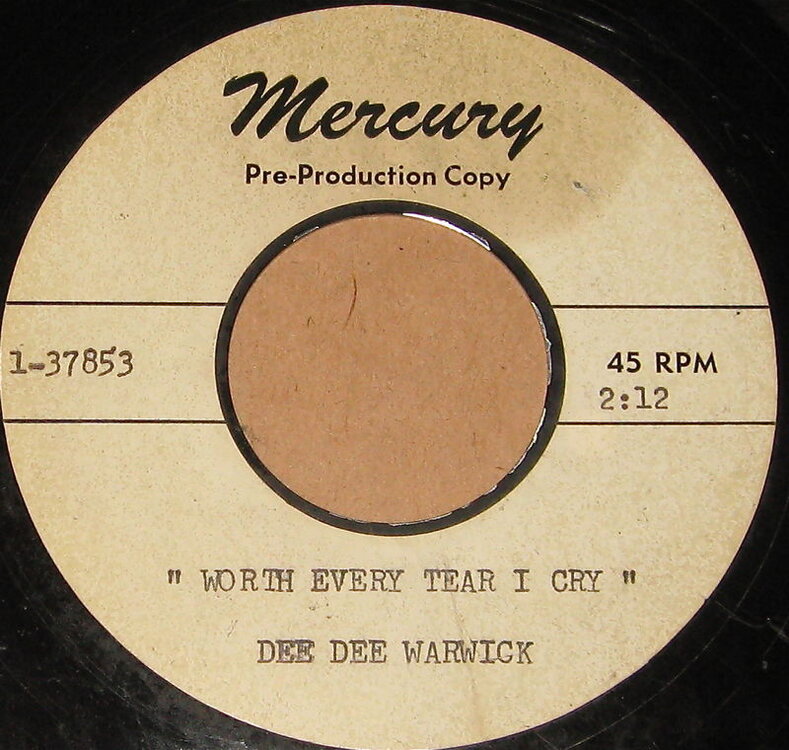 Mercury
Pre-Production Copy
1-37853
45 RPM
2:12
" WORTH EVERY TEAR I CRY "
DEE DEE WARWICK